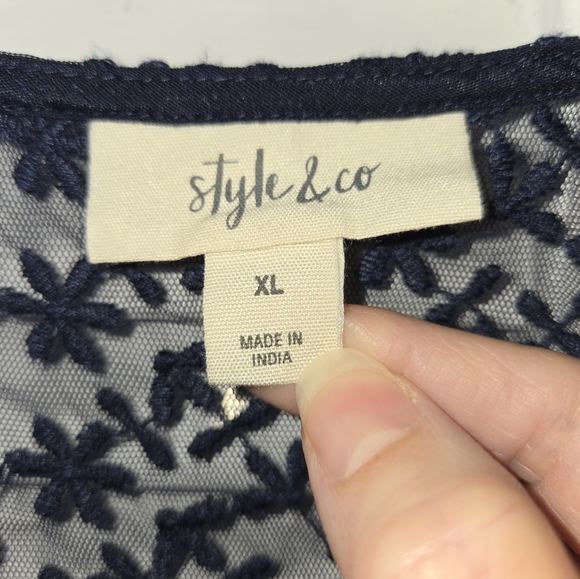 style & co
XL
MADE IN
INDIA